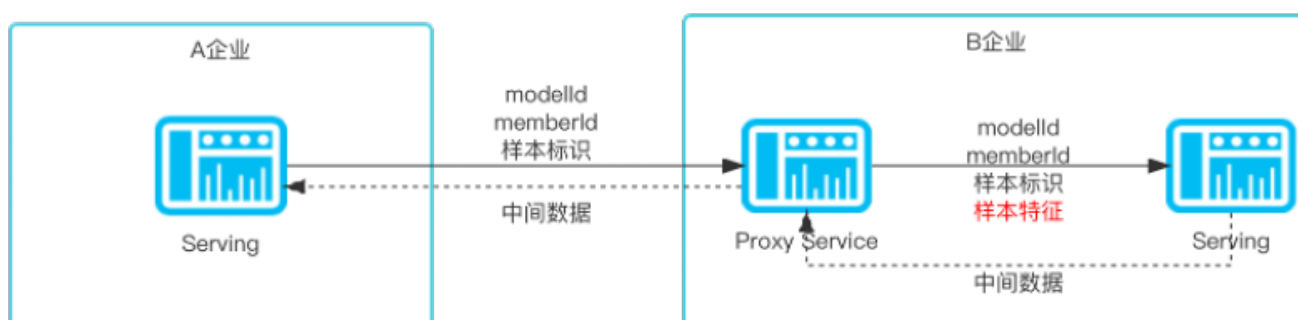 A企业
B企业
modelId
memberId
样本标识
中间数据
Serving
modelId
memberId
样本标识
样本特征
Proxy Service
Serving
中间数据